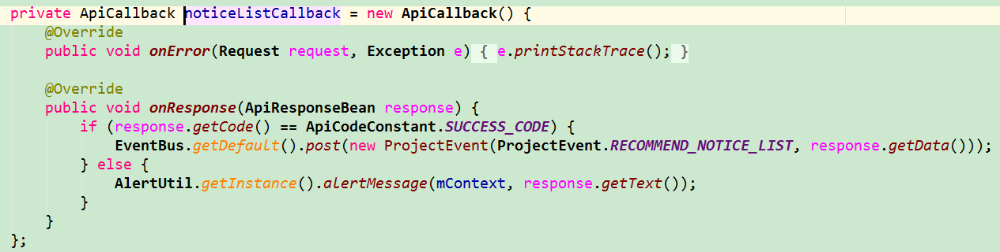 private ApiCallback noticeListCallback = new ApiCallback() {
@Override
public void onError(Request request, Exception e) { e.printStackTrace(); }
@Override
public void onResponse(ApiResponseBean response) {
if (response.getCode() == ApiCodeConstant.SUCCESS_CODE) {
EventBus.getDefault().post(new ProjectEvent(ProjectEvent.RECOMMEND_NOTICE_LIST, response.getData()));
} else {
AlertUtil.getInstance().alertMessage(mContext, response.getText());
}
}
};